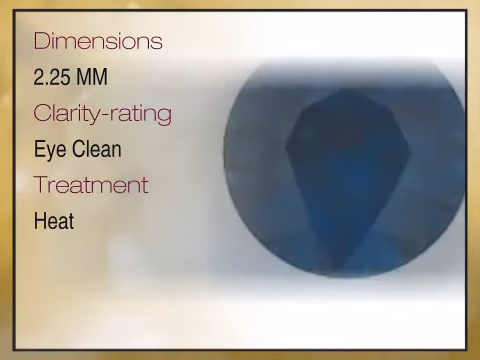 Dimensions
2.25 MM
Clarity-rating
Eye Clean
Treatment
Heat